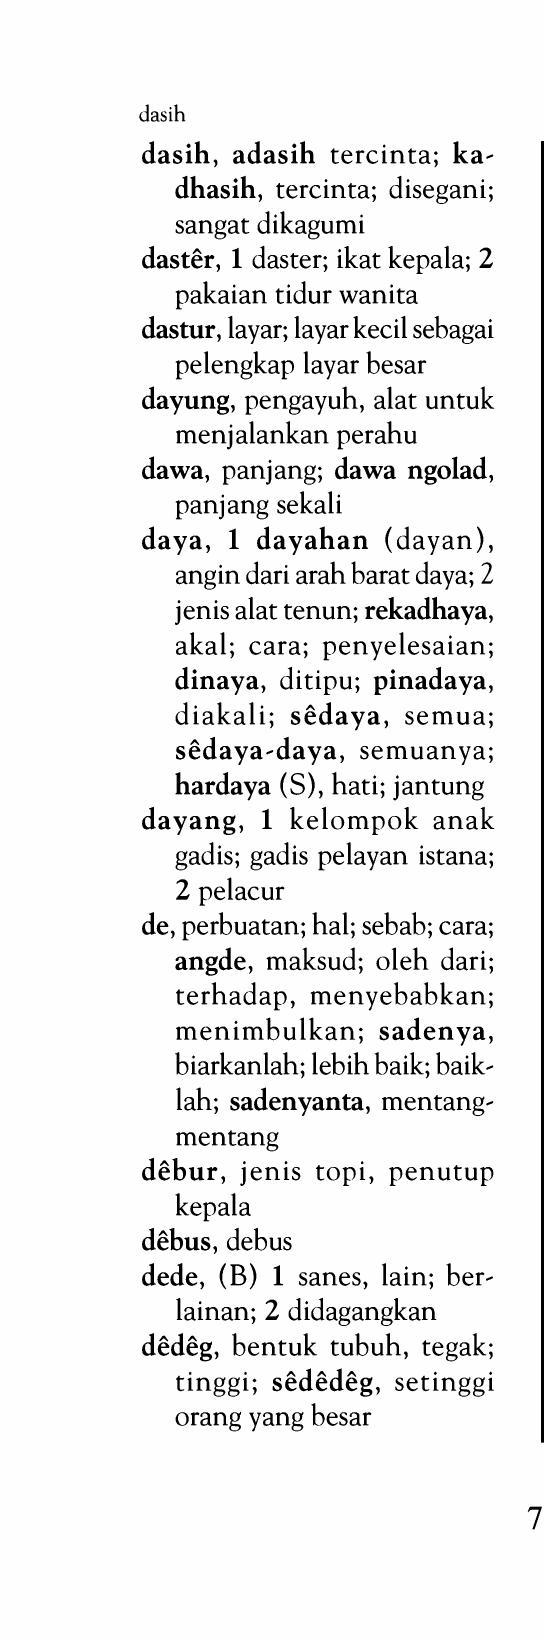 dasih
dasih, adasih tercinta; ka-
dhasih, tercinta; disegani;
sangat dikagumi
dastêr, 1 daster; ikat kepala; 2
pakaian tidur wanita
dastur, layar; layar kecil sebagai
pelengkap layar besar
dayung, pengayuh, alat untuk
menjalankan perahu
dawa, panjang; dawa ngolad,
panjang sekali
daya, 1 dayahan (dayan),
angin dari arah barat daya; 2
jenis alat tenun; rekadhaya,
akal; cara; penyelesaian;
dinaya, ditipu; pinadaya,
diakali; sêdaya, semua;
sêdaya-daya, semuanya;
hardaya (S), hati; jantung
dayang, 1 kelompok anak
gadis; gadis pelayan istana;
2 pelacur
de, perbuatan; hal; sebab; cara;
angde, maksud; oleh dari;
terhadap, menyebabkan;
menimbulkan; sadenya,
biarkanlah; lebih baik; baik-
lah; sadenyanta, mentang-
mentang
dêbur, jenis topi, penutup
kepala
dêbus, debus
dede, (B) 1 sanes, lain; ber-
lainan; 2 didagangkan
dêdêg, bentuk tubuh, tegak;
tinggi; sêdêdêg, setinggi
orang yang besar
7